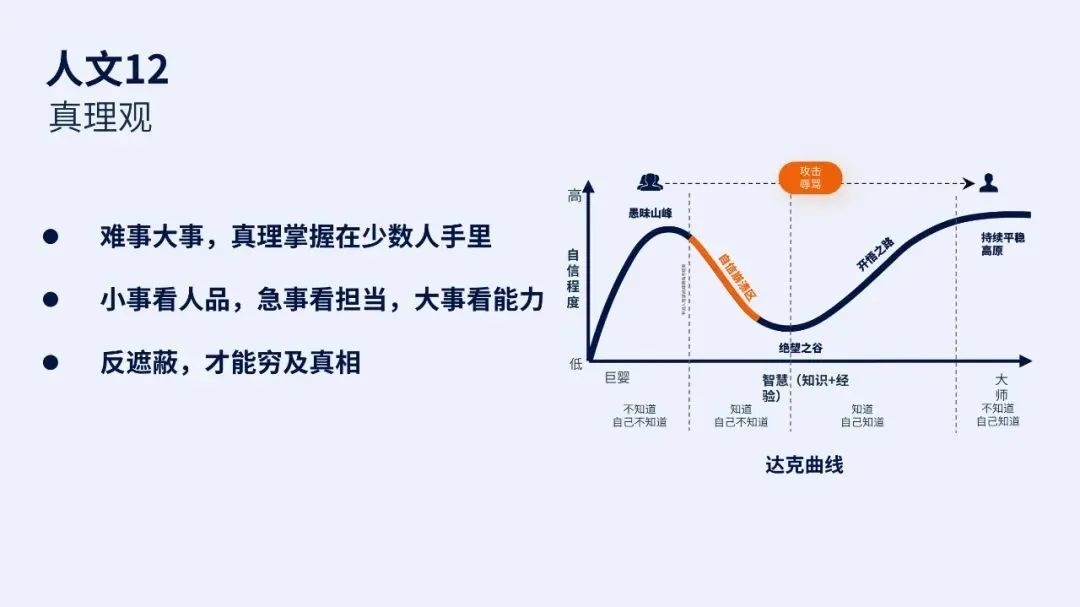 人文12
真理观
难事大事，真理掌握在少数人手里
小事看人品，急事看担当，大事看能力
反遮蔽，才能穷及真相
攻击
辱骂
高
愚昧山峰
自信程度
自信崩溃区
开悟之路
持续平稳
高原
绝望之谷
低
巨婴
智慧（知识+经
验）
大
师
不知道
自己不知道
知道
自己不知道
知道
自己知道
不知道
自己知道
达克曲线